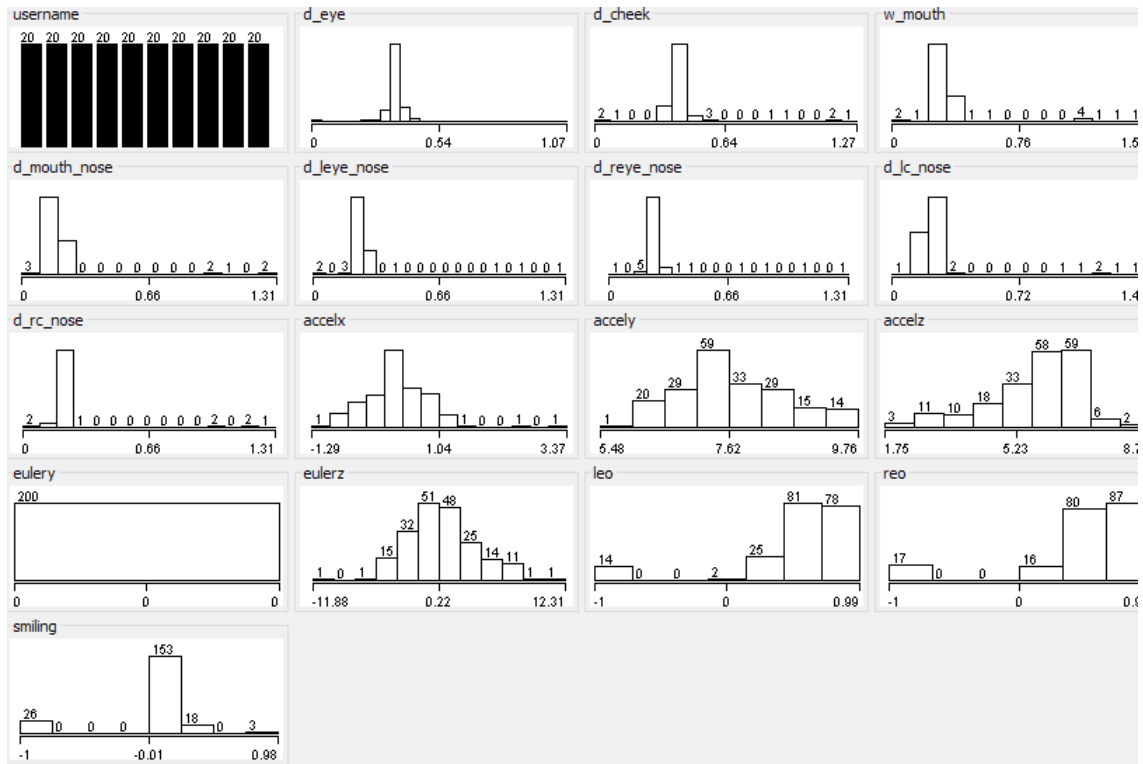 username d_eye d_cheek w_mouth
20 20 20 20 20 20 20 20 20 20
2 1 0 0 3 0 0 0 0 1 1 0 0 2 1
2 1 1 1 0 0 0 0 4 1 1 1
0 0.54 1.07
0 0.64 1.27
0 0.76 1.5
d_mouth_nose d_leye_nose d_reye_nose d_lc_nose
3 0 0 0 0 0 0 0 2 1 0 2
2 0 3 0 1 0 0 0 0 0 0 0 1 0 1 0 0 1
1 0 5 1 1 0 0 0 1 0 1 0 0 1 0 0 1
1 2 0 0 0 0 0 1 1 2 1 1
0 0.66 1.31
0 0.66 1.31
0 0.66 1.31
0 0.72 1.4
d_rc_nose accelx accely accelz
2 1 0 0 0 0 0 0 2 0 2 1
1 1 0 0 1 0 1
1 20 29 59 33 29 15 14
3 11 10 18 33 58 59 6 2
0 0.66 1.31
-1.29 1.04 3.37
5.48 7.62 9.76
1.75 5.23 8.7
eulery eulerz leo reo
200
1 0 1 15 32 51 48 25 14 11 1 1
14 0 0 2 25 81 78
17 0 0 16 80 87
0 0 0
-11.88 0.22 12.31
-1 0 0.99
-1 0 0.9
smiling
26 0 0 0 153 18 0 3
-1 -0.01 0.98